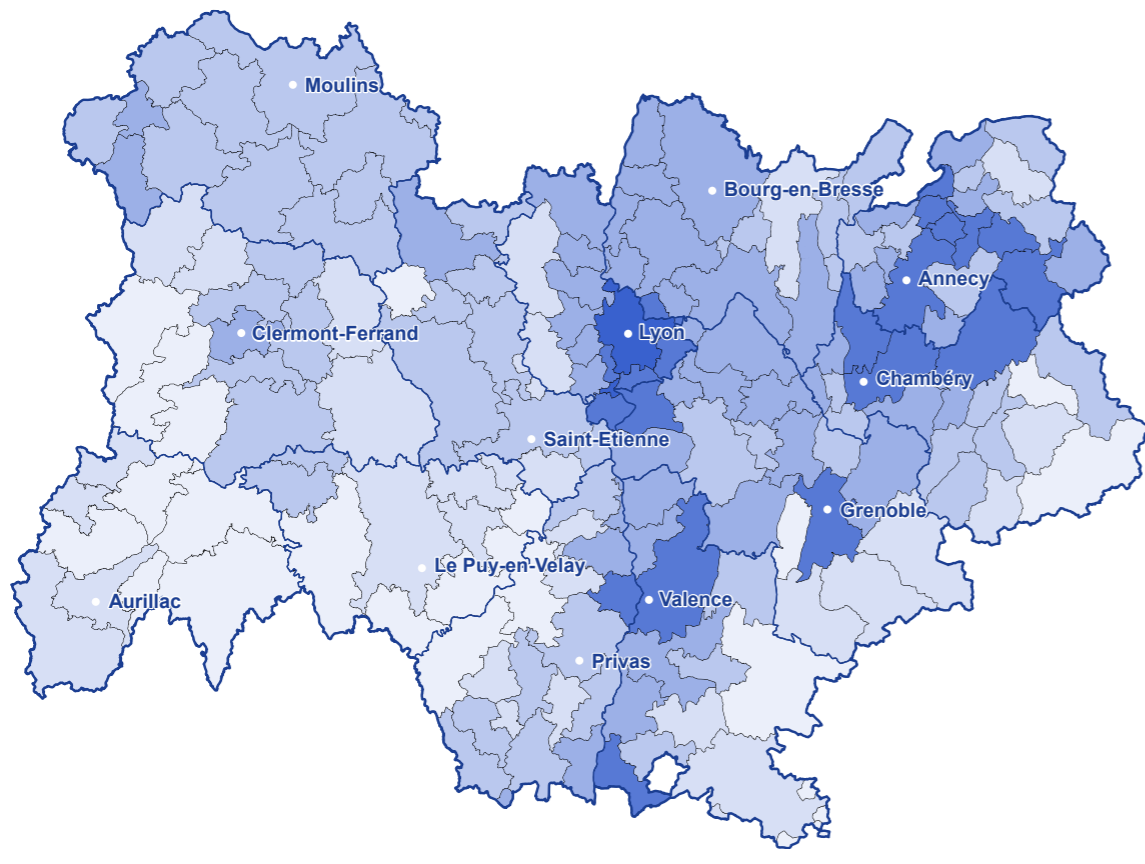 Moulins
Bourg-en-Bresse
Annecy
Clermont-Ferrand
Lyon
Chambéry
Saint-Etienne
Grenoble
Le Puy-en-Velay
Aurillac
Valence
Privas